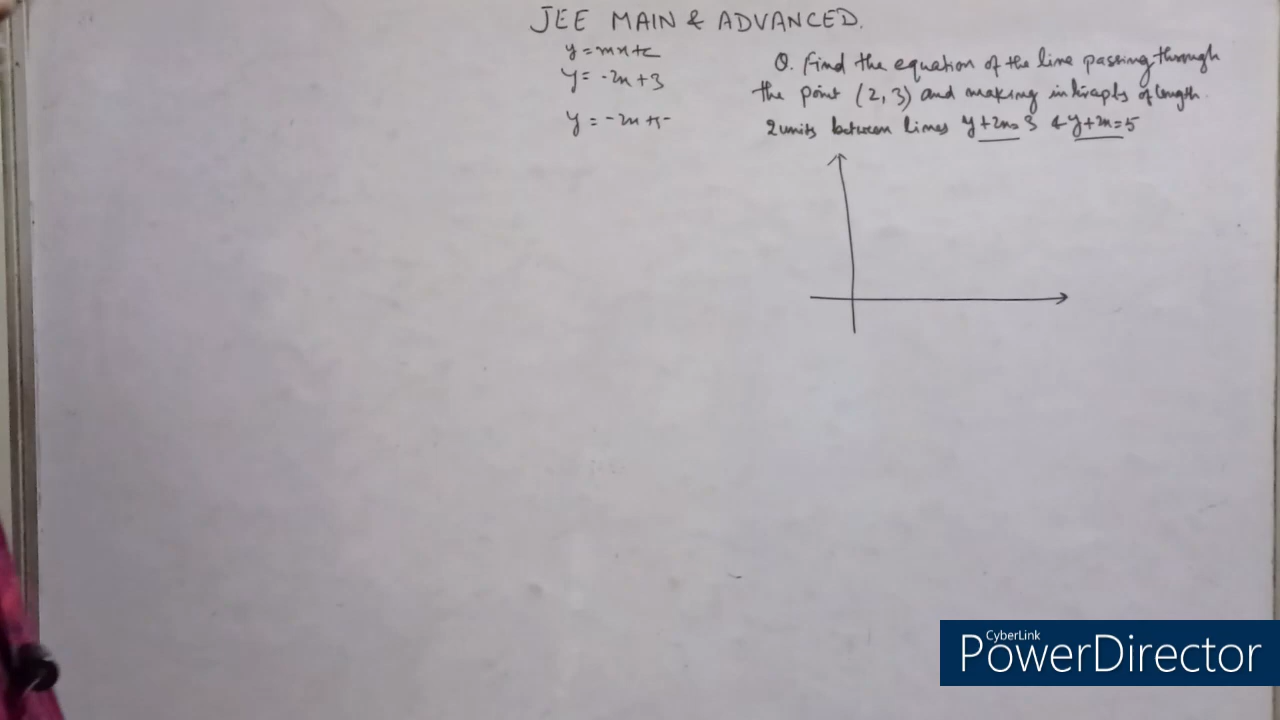 JEE MAIN & ADVANCED.
y = mx+c
y = -2x + 3
y = -2x + 5
Q. Find the equation of the line passing through
the point (2, 3) and making intercepts of length
2 units between lines y+2x=3 & y+2x=5
CyberLink
PowerDirector